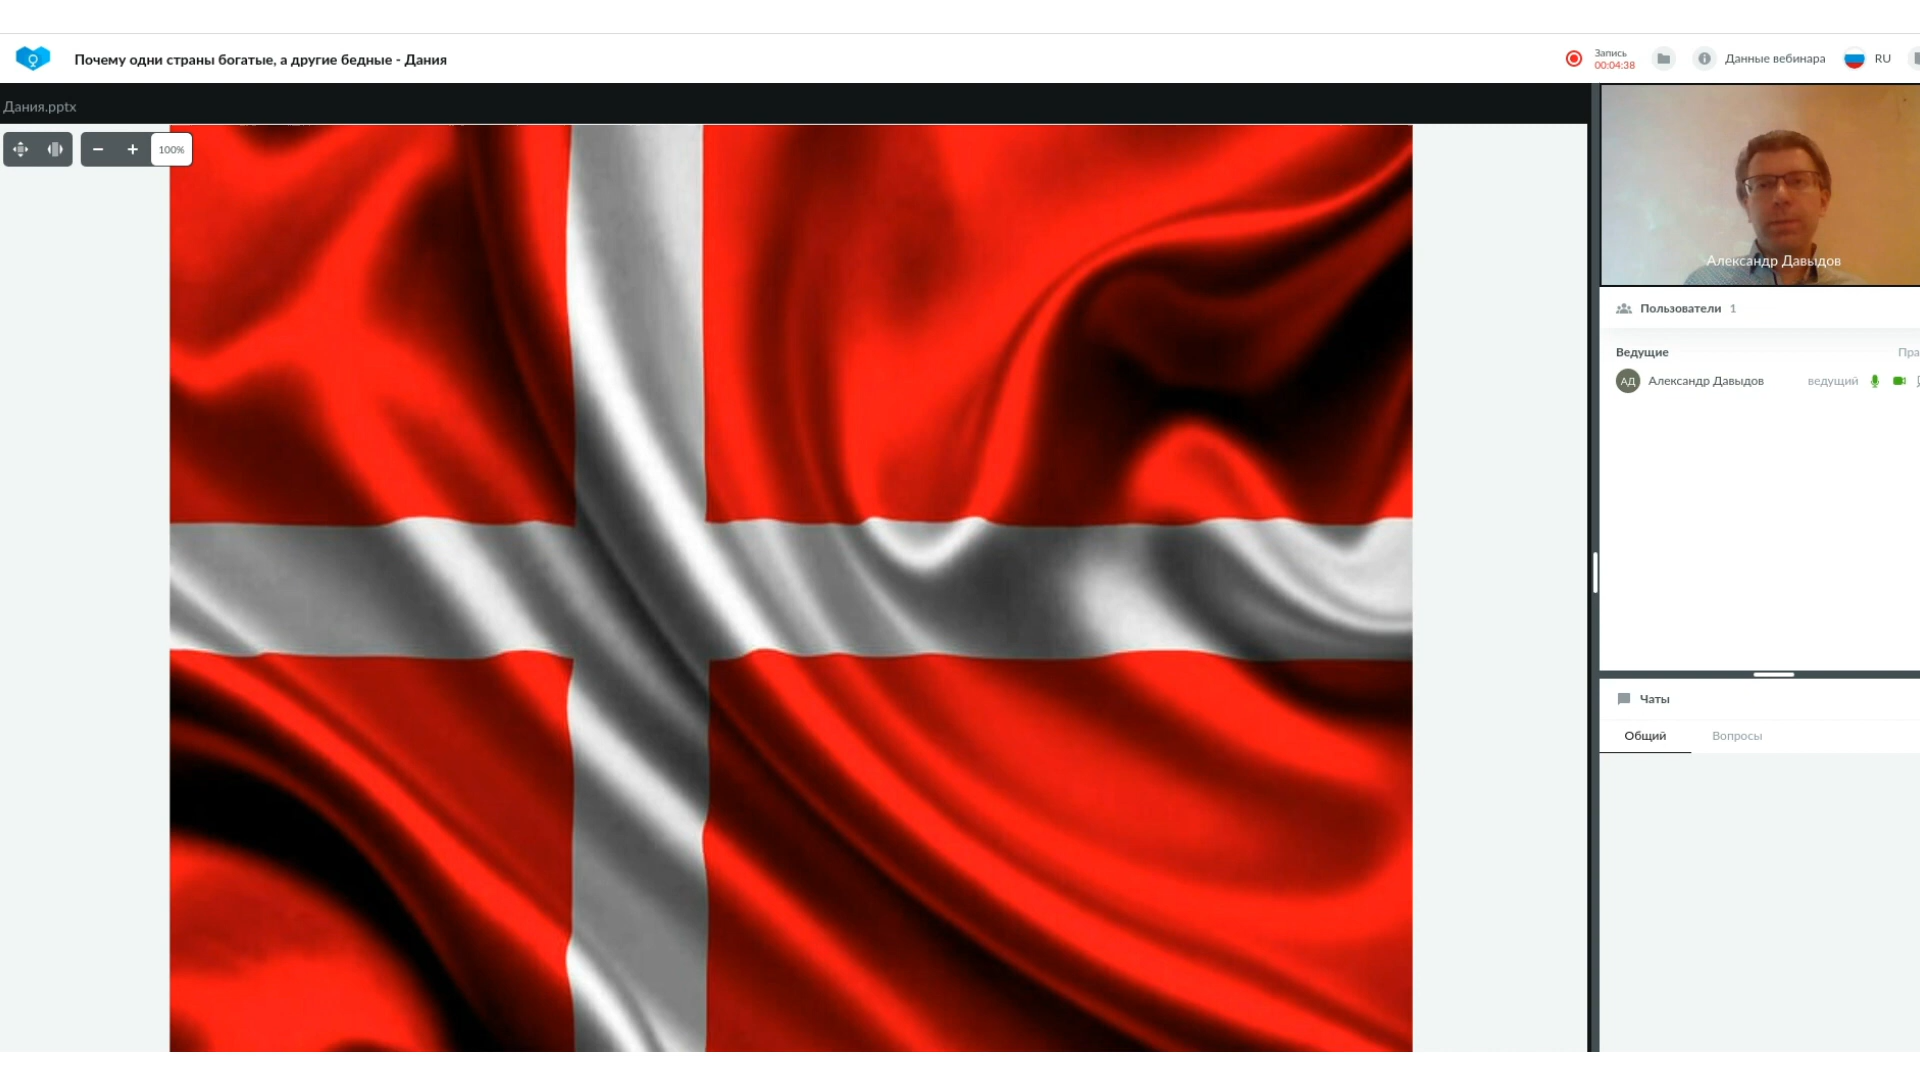 Почему одни страны богатые, а другие бедные - Дания
Запись
00:04:38
Данные вебинара
RU
Дания.pptx
100%
Александр Давыдов
Пользователи 1
Ведущие
АД Александр Давыдов ведущий
Чаты
Общий Вопросы